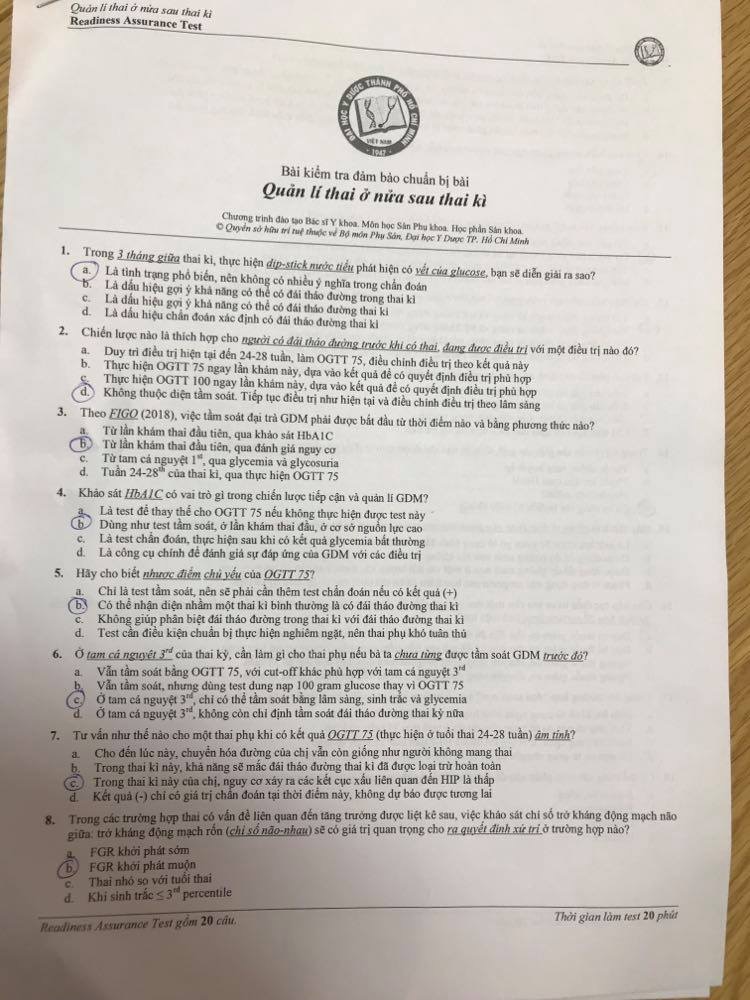 Quản lí thai ở nửa sau thai kì
Readiness Assurance Test
ĐẠI HỌC Y DƯỢC THÀNH PHỐ HỒ CHÍ MINH
VIỆT NAM
1947
Bài kiểm tra đảm bảo chuẩn bị bài
Quản lí thai ở nửa sau thai kì
Chương trình đào tạo Bác sĩ Y khoa. Môn học Sản Phụ khoa. Học phần Sản khoa.
© Quyền sở hữu trí tuệ thuộc về Bộ môn Phụ Sản, Đại học Y Dược TP. Hồ Chí Minh
1. Trong 3 tháng giữa thai kì, thực hiện dip-stick nước tiểu phát hiện có vết của glucose, bạn sẽ diễn giải ra sao?
a. Là tình trạng phổ biến, nên không có nhiều ý nghĩa trong chẩn đoán
b. Là dấu hiệu gợi ý khả năng có thể có đái tháo đường trong thai kì
c. Là dấu hiệu gợi ý khả năng có thể có đái tháo đường thai kì
d. Là dấu hiệu chẩn đoán xác định có đái tháo đường thai kì
2. Chiến lược nào là thích hợp cho người có đái tháo đường trước khi có thai, đang được điều trị với một điều trị nào đó?
a. Duy trì điều trị hiện tại đến 24-28 tuần, làm OGTT 75, điều chỉnh điều trị theo kết quả này
b. Thực hiện OGTT 75 ngay lần khám này, dựa vào kết quả để có quyết định điều trị phù hợp
c. Thực hiện OGTT 100 ngay lần khám này, dựa vào kết quả để có quyết định điều trị phù hợp
d. Không thuộc diện tầm soát. Tiếp tục điều trị như hiện tại và điều chỉnh điều trị theo lâm sàng
3. Theo FIGO (2018), việc tầm soát đại trà GDM phải được bắt đầu từ thời điểm nào và bằng phương thức nào?
a. Từ lần khám thai đầu tiên, qua khảo sát HbA1C
b. Từ lần khám thai đầu tiên, qua đánh giá nguy cơ
c. Từ tam cá nguyệt 1st, qua glycemia và glycosuria
d. Tuần 24-28th của thai kì, qua thực hiện OGTT 75
4. Khảo sát HbA1C có vai trò gì trong chiến lược tiếp cận và quản lí GDM?
a. Là test để thay thế cho OGTT 75 nếu không thực hiện được test này
b. Dùng như test tầm soát, ở lần khám thai đầu, ở cơ sở nguồn lực cao
c. Là test chẩn đoán, thực hiện sau khi có kết quả glycemia bất thường
d. Là công cụ chính để đánh giá sự đáp ứng của GDM với các điều trị
5. Hãy cho biết nhược điểm chủ yếu của OGTT 75?
a. Chỉ là test tầm soát, nên sẽ phải cần thêm test chẩn đoán nếu có kết quả (+)
b. Có thể nhận diện nhầm một thai kì bình thường là có đái tháo đường thai kì
c. Không giúp phân biệt đái tháo đường trong thai kì với đái tháo đường thai kì
d. Test cần điều kiện chuẩn bị thực hiện nghiêm ngặt, nên thai phụ khó tuân thủ
6. Ở tam cá nguyệt 3rd của thai kỳ, cần làm gì cho thai phụ nếu bà ta chưa từng được tầm soát GDM trước đó?
a. Vẫn tầm soát bằng OGTT 75, với cut-off khác phù hợp với tam cá nguyệt 3rd
b. Vẫn tầm soát, nhưng dùng test dung nạp 100 gram glucose thay vì OGTT 75
c. Ở tam cá nguyệt 3rd, chỉ có thể tầm soát bằng lâm sàng, sinh trắc và glycemia
d. Ở tam cá nguyệt 3rd, không còn chỉ định tầm soát đái tháo đường thai kỳ nữa
7. Tư vấn như thế nào cho một thai phụ khi có kết quả OGTT 75 (thực hiện ở tuổi thai 24-28 tuần) âm tính?
a. Cho đến lúc này, chuyển hóa đường của chị vẫn còn giống như người không mang thai
b. Trong thai kì này, khả năng sẽ mắc đái tháo đường thai kì đã được loại trừ hoàn toàn
c. Trong thai kì này của chị, nguy cơ xảy ra các kết cục xấu liên quan đến HIP là thấp
d. Kết quả (-) chỉ có giá trị chẩn đoán tại thời điểm này, không dự báo được tương lai
8. Trong các trường hợp thai có vấn đề liên quan đến tăng trưởng được liệt kê sau, việc khảo sát chỉ số trở kháng động mạch não
giữa: trở kháng động mạch rốn (chỉ số não-nhau) sẽ có giá trị quan trọng cho ra quyết định xử trí ở trường hợp nào?
a. FGR khởi phát sớm
b. FGR khởi phát muộn
c. Thai nhỏ so với tuổi thai
d. Khi sinh trắc ≤ 3rd percentile
Readiness Assurance Test gồm 20 câu.
Thời gian làm test 20 phút